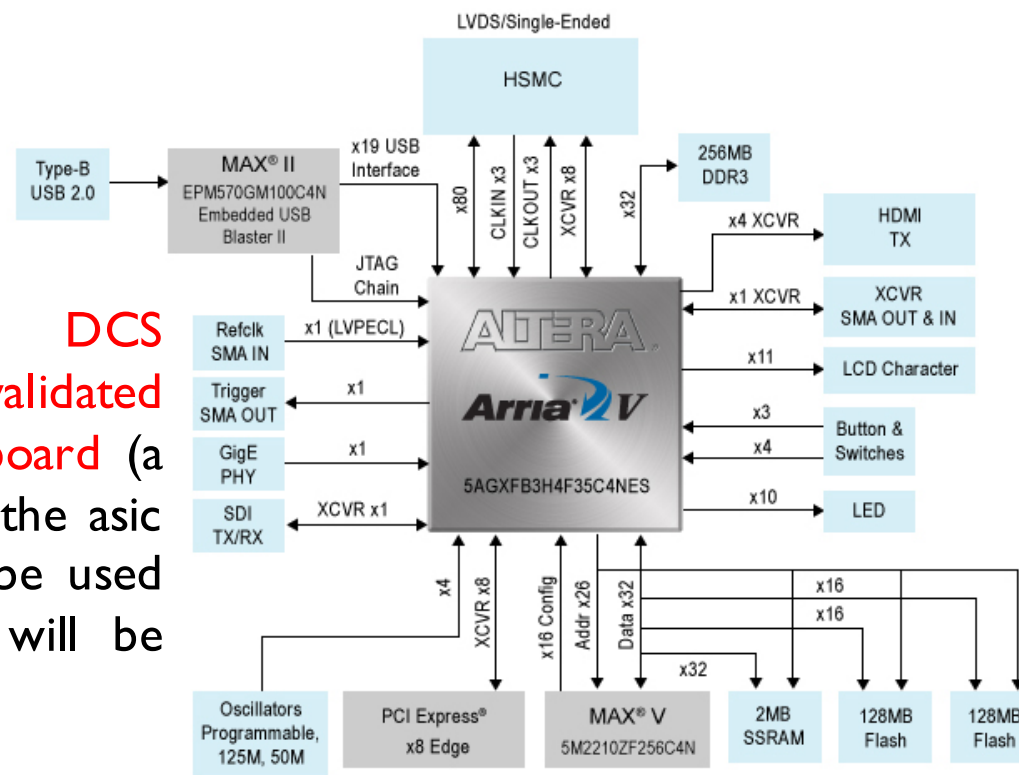 LVDS/Single-Ended
HSMC
x80
CLKIN x3
CLKOUT x3
XCVR x8
x32
256MB
DDR3
Type-B
USB 2.0
MAX® II
EPM570GM100C4N
Embedded USB
Blaster II
x19 USB
Interface
JTAG
Chain
x4 XCVR
HDMI
TX
x1 XCVR
XCVR
SMA OUT & IN
x11
LCD Character
x3
x4
Button &
Switches
x10
LED
DCS
validated
board (a
the asic
be used
will be
Refclk
SMA IN
x1 (LVPECL)
Trigger
SMA OUT
x1
GigE
PHY
x1
SDI
TX/RX
XCVR x1
ALTERA
Arria V
5AGXFB3H4F35C4NES
x4
XCVR x8
x16 Config
Addr x26
Data x32
x16
x16
x32
Oscillators
Programmable,
125M, 50M
PCI Express®
x8 Edge
MAX® V
5M2210ZF256C4N
2MB
SSRAM
128MB
Flash
128MB
Flash